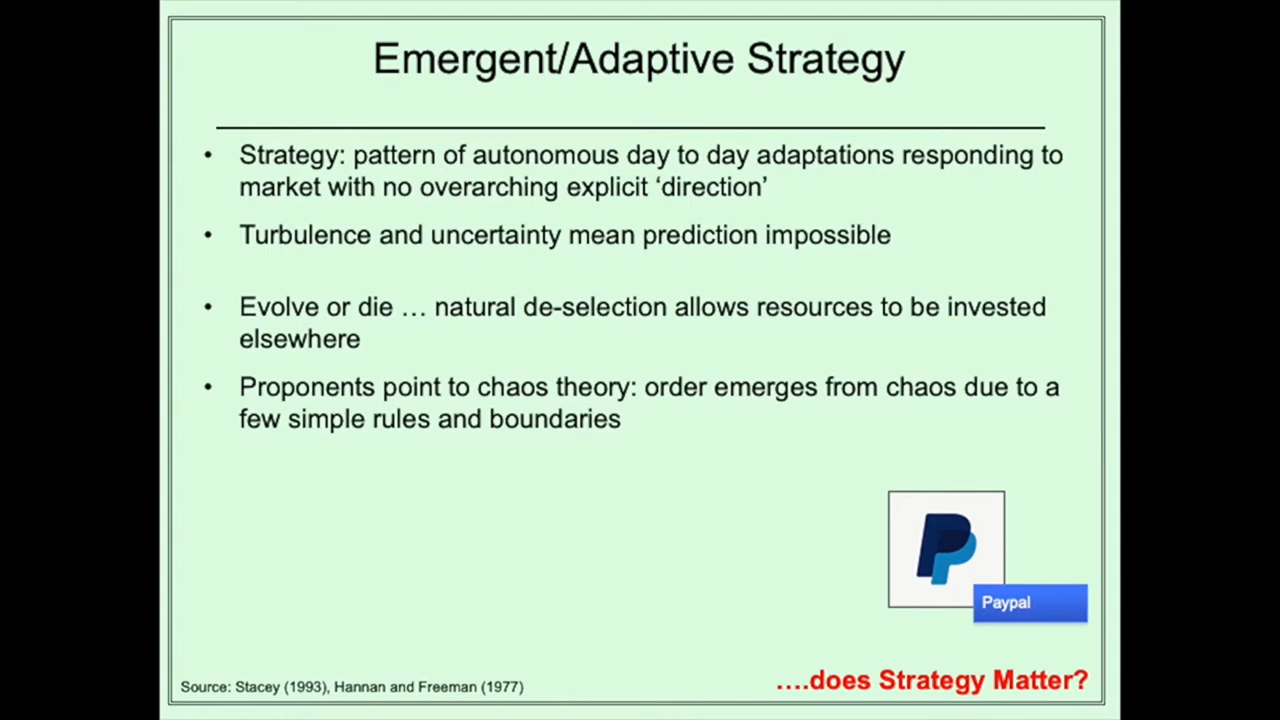 Emergent/Adaptive Strategy
• Strategy: pattern of autonomous day to day adaptations responding to
market with no overarching explicit ‘direction’
• Turbulence and uncertainty mean prediction impossible
• Evolve or die … natural de-selection allows resources to be invested
elsewhere
• Proponents point to chaos theory: order emerges from chaos due to a
few simple rules and boundaries
Paypal
Source: Stacey (1993), Hannan and Freeman (1977)
….does Strategy Matter?